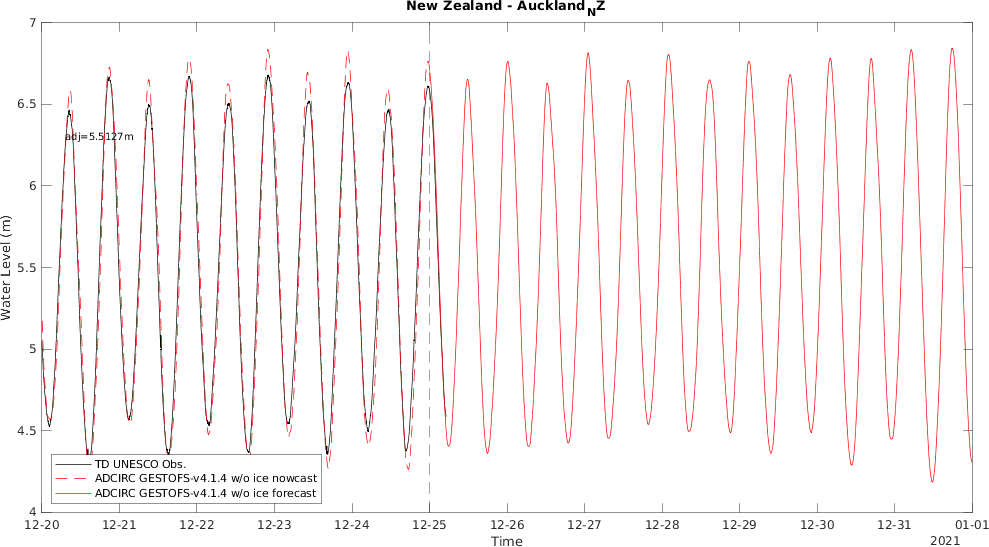 New Zealand - Auckland_NZ
7
6.5
6
5.5
5
4.5
4
Water Level (m)
adj=5.5127m
TD UNESCO Obs.
ADCIRC GESTOFS-v4.1.4 w/o ice nowcast
ADCIRC GESTOFS-v4.1.4 w/o ice forecast
12-20 12-21 12-22 12-23 12-24 12-25 12-26 12-27 12-28 12-29 12-30 12-31 01-01
Time
2021